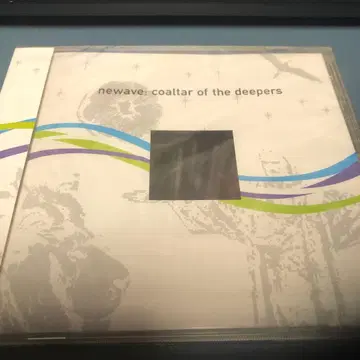 newave: coaltar of the deepers